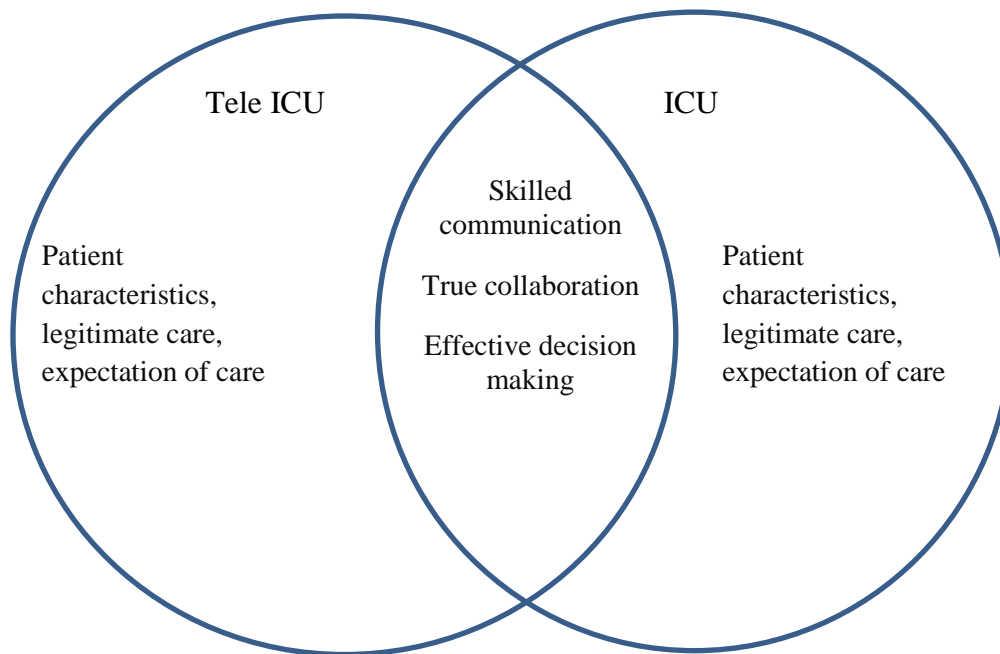 Tele ICU
ICU
Skilled
communication
True collaboration
Effective decision
making
Patient
characteristics,
legitimate care,
expectation of care
Patient
characteristics,
legitimate care,
expectation of care